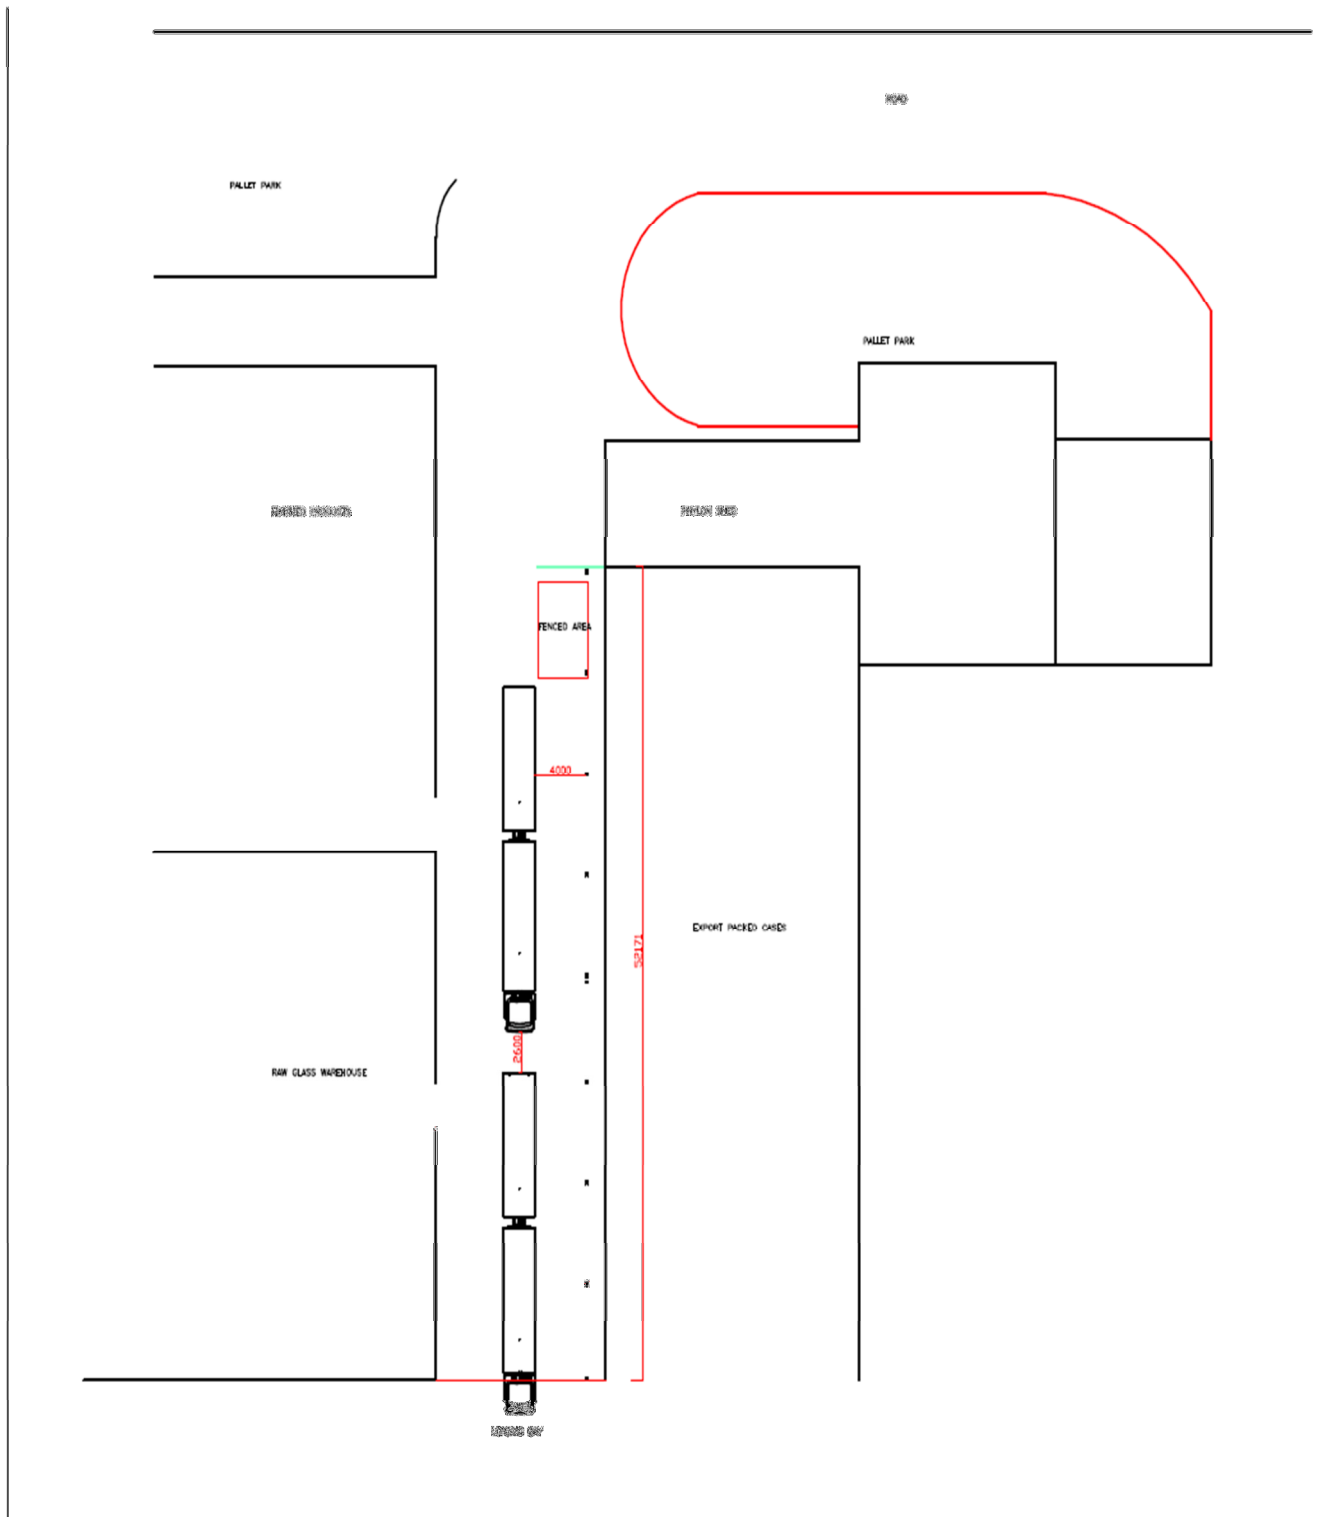 ROAD
PALLET PARK
PALLET PARK
FENCED AREA
4000
52171
EXPORT PACKED CASES
2600
RAW GLASS WAREHOUSE